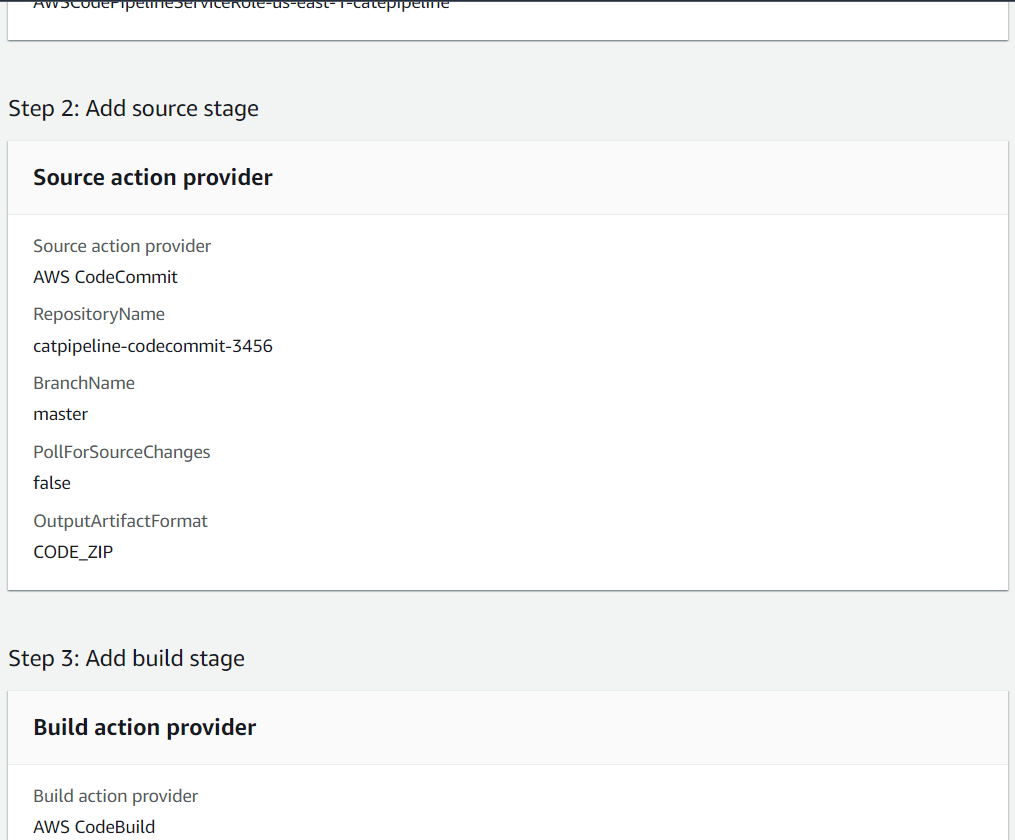 AWSCodePipelineServiceRole-us-east-1-catepipeline
Step 2: Add source stage
Source action provider
Source action provider
AWS CodeCommit
RepositoryName
catpipeline-codecommit-3456
BranchName
master
PollForSourceChanges
false
OutputArtifactFormat
CODE_ZIP
Step 3: Add build stage
Build action provider
Build action provider
AWS CodeBuild